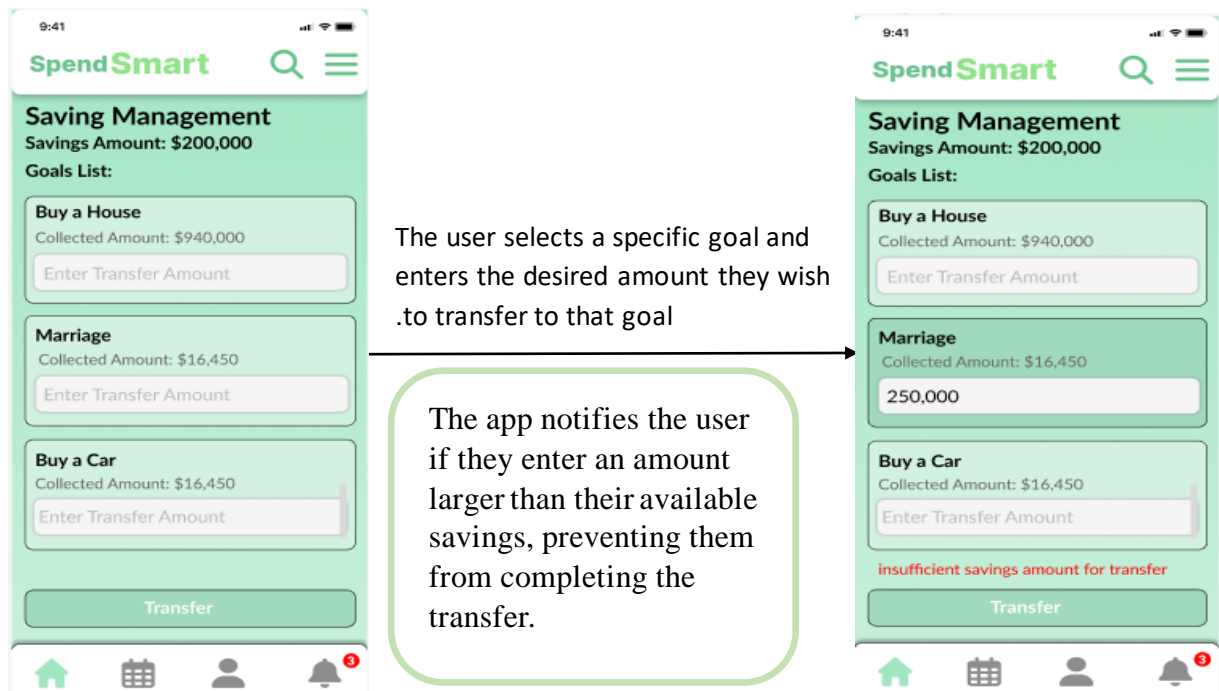 9:41
SpendSmart
Saving Management
Savings Amount: $200,000
Goals List:
Buy a House
Collected Amount: $940,000
Enter Transfer Amount
Marriage
Collected Amount: $16,450
Enter Transfer Amount
Buy a Car
Collected Amount: $16,450
Enter Transfer Amount
Transfer
3
The user selects a specific goal and
enters the desired amount they wish
.to transfer to that goal
The app notifies the user
if they enter an amount
larger than their available
savings, preventing them
from completing the
transfer.
9:41
SpendSmart
Saving Management
Savings Amount: $200,000
Goals List:
Buy a House
Collected Amount: $940,000
Enter Transfer Amount
Marriage
Collected Amount: $16,450
250,000
Buy a Car
Collected Amount: $16,450
Enter Transfer Amount
insufficient savings amount for transfer
Transfer
3